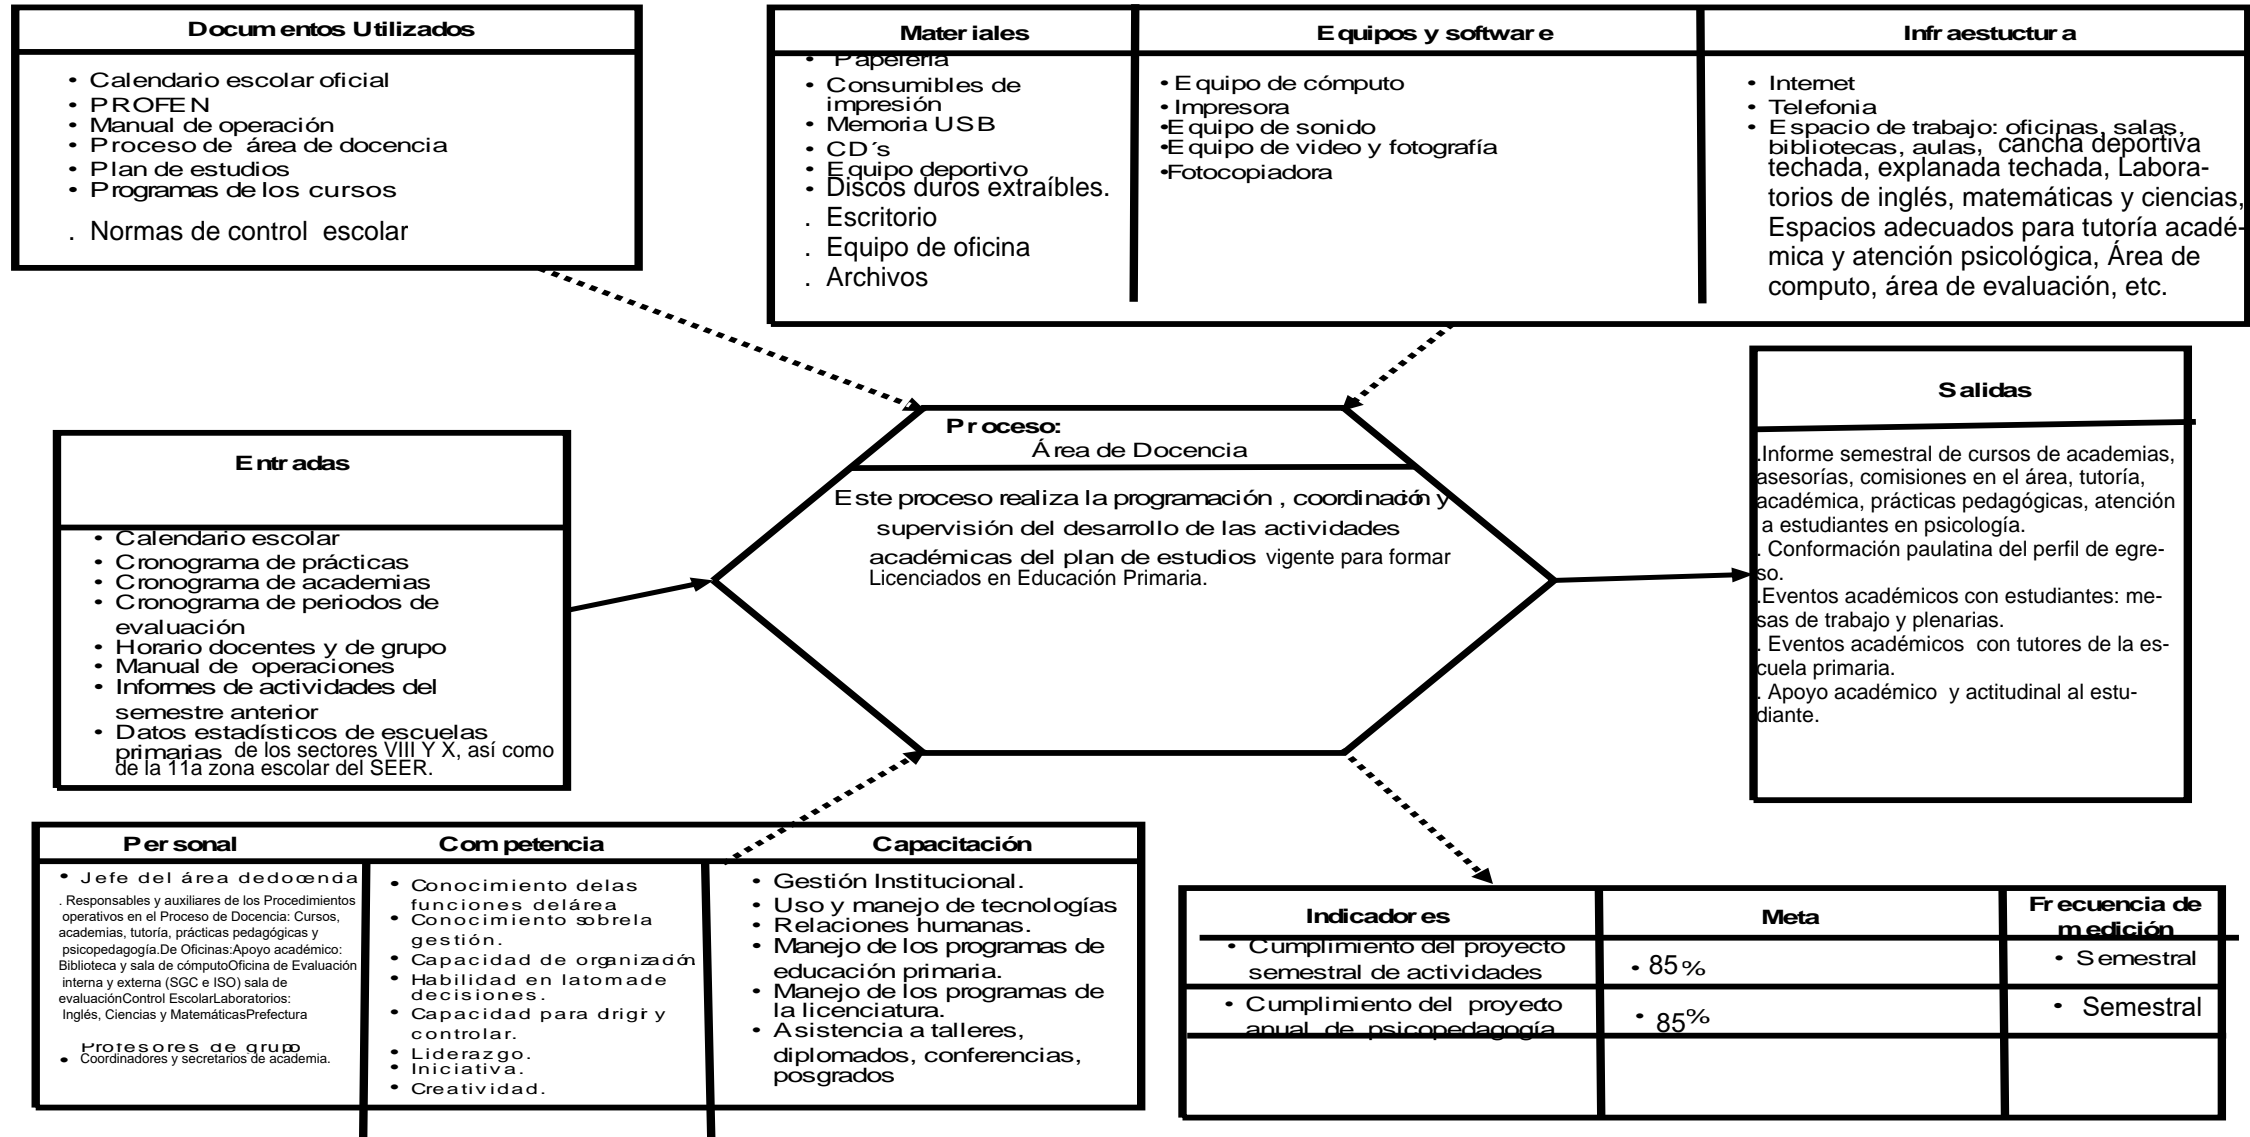 Documentos Utilizados
• Calendario escolar oficial
• PROFEN
• Manual de operación
• Proceso de área de docencia
• Plan de estudios
• Programas de los cursos
. Normas de control escolar
Materiales
• Papelería
• Consumibles de
impresión
• Memoria USB
• CD´s
• Equipo deportivo
• Discos duros extraíbles.
. Escritorio
. Equipo de oficina
. Archivos
Equipos y software
• Equipo de cómputo
• Impresora
•Equipo de sonido
•Equipo de video y fotografía
•Fotocopiadora
Infraestuctura
• Internet
• Telefonia
• Espacio de trabajo: oficinas, salas,
bibliotecas, aulas, cancha deportiva
techada, explanada techada, Labora-
torios de inglés, matemáticas y ciencias,
Espacios adecuados para tutoría acadé-
mica y atención psicológica, Área de
computo, área de evaluación, etc.
Entradas
• Calendario escolar
• Cronograma de prácticas
• Cronograma de academias
• Cronograma de periodos de
evaluación
• Horario docentes y de grupo
• Manual de operaciones
• Informes de actividades del
semestre anterior
• Datos estadísticos de escuelas
primarias de los sectores VIII Y X, así como
de la 11a zona escolar del SEER.
Proceso:
Área de Docencia
Este proceso realiza la programación , coordinación y
supervisión del desarrollo de las actividades
académicas del plan de estudios vigente para formar
Licenciados en Educación Primaria.
Salidas
.Informe semestral de cursos de academias,
asesorías, comisiones en el área, tutoría,
académica, prácticas pedagógicas, atención
a estudiantes en psicología.
. Conformación paulatina del perfil de egre-
so.
.Eventos académicos con estudiantes: me-
sas de trabajo y plenarias.
. Eventos académicos con tutores de la es-
cuela primaria.
. Apoyo académico y actitudinal al estu-
diante.
Personal
• Jefe del área dedocencia
. Responsables y auxiliares de los Procedimientos
operativos en el Proceso de Docencia: Cursos,
academias, tutoría, prácticas pedagógicas y
psicopedagogía.De Oficinas:Apoyo académico:
Biblioteca y sala de cómputoOficina de Evaluación
interna y externa (SGC e ISO) sala de
evaluaciónControl EscolarLaboratorios:
Inglés, Ciencias y MatemáticasPrefectura
Profesores de grupo
• Coordinadores y secretarios de academia.
Competencia
• Conocimiento delas
funciones delárea
• Conocimiento sobrela
gestión.
• Capacidad de organización
• Habilidad en latomade
decisiones.
• Capacidad para dirigir y
controlar.
• Liderazgo.
• Iniciativa.
• Creatividad.
Capacitación
• Gestión Institucional.
• Uso y manejo de tecnologías
• Relaciones humanas.
• Manejo de los programas de
educación primaria.
• Manejo de los programas de
la licenciatura.
• Asistencia a talleres,
diplomados, conferencias,
posgrados
Indicadores
Meta
Frecuencia de
medición
• Cumplimiento del proyecto
semestral de actividades
• 85%
• Semestral
• Cumplimiento del proyecto
anual de psicopedagogía
• 85%
• Semestral